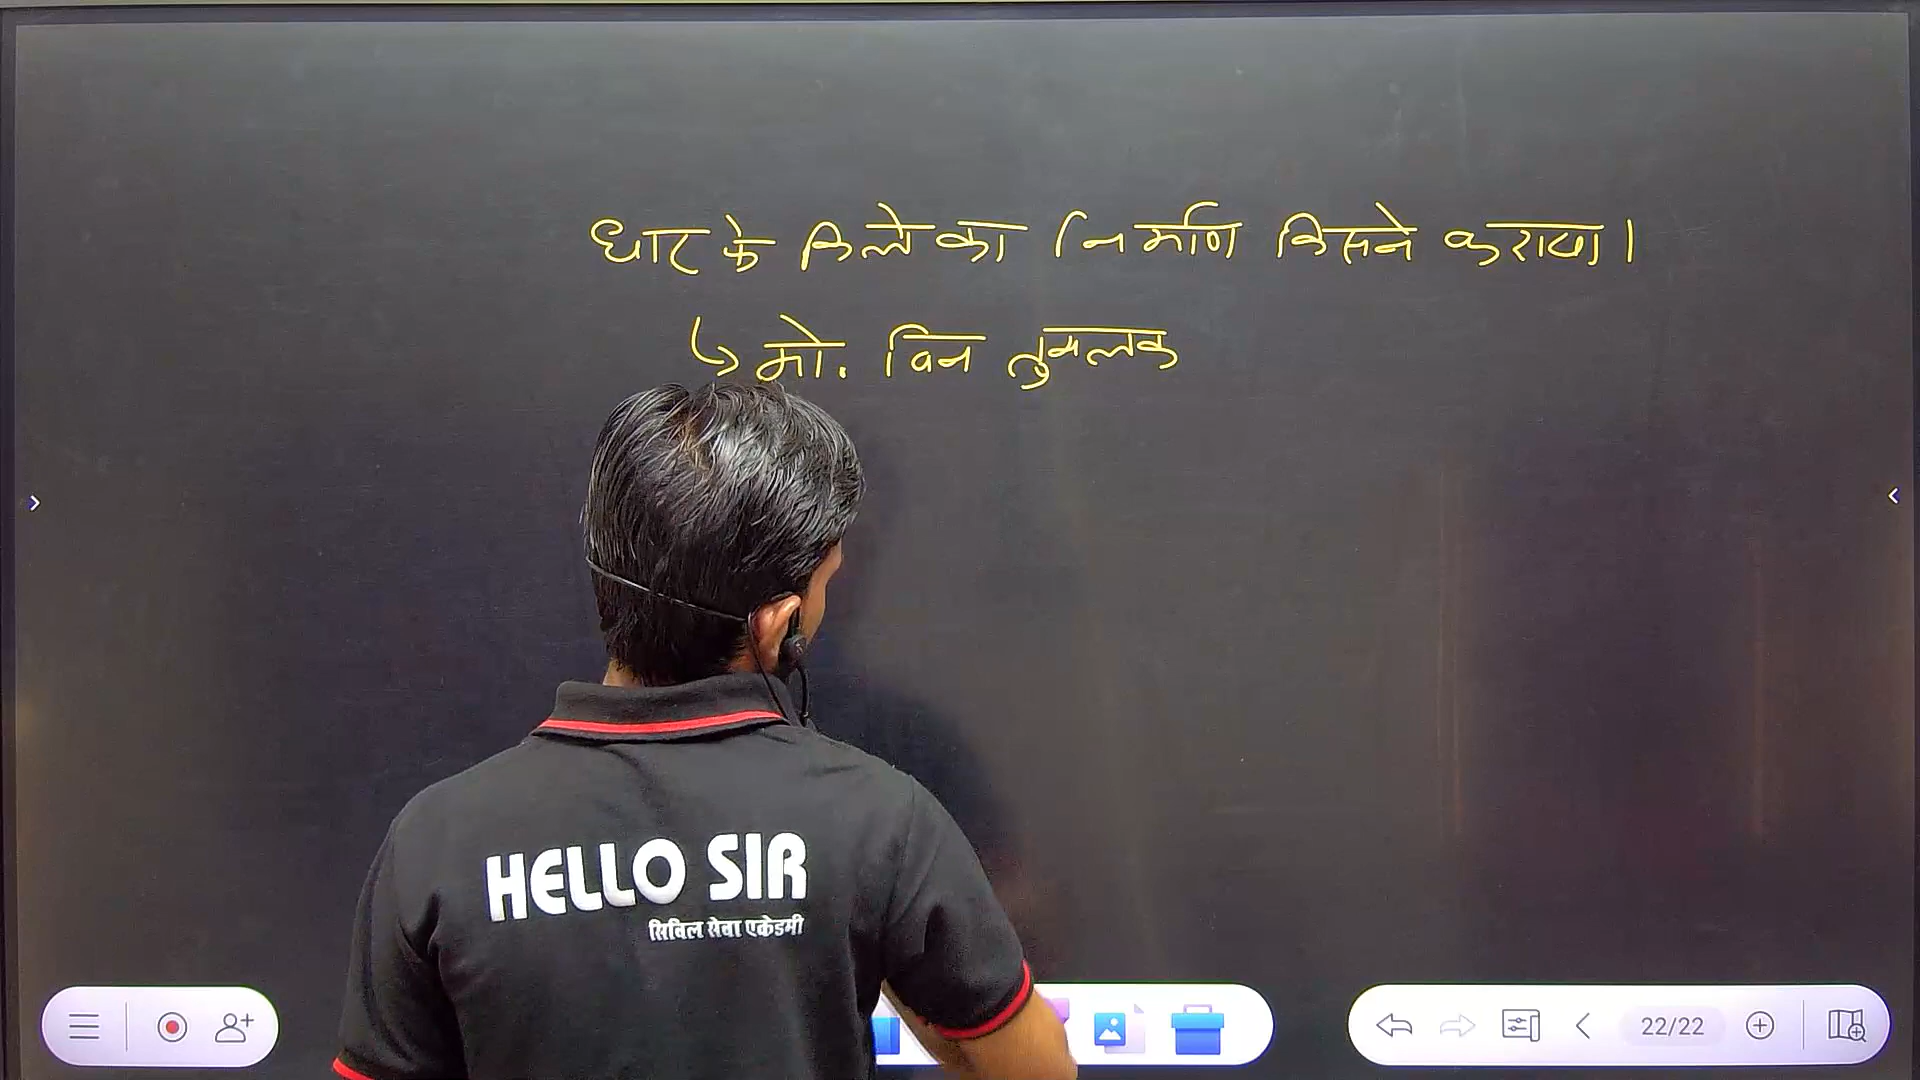 धार के किले का निर्माण किसने कराया।
↳ मो. बिन तुगलक
HELLO SIR
सिविल सेवा एकेडमी
22/22